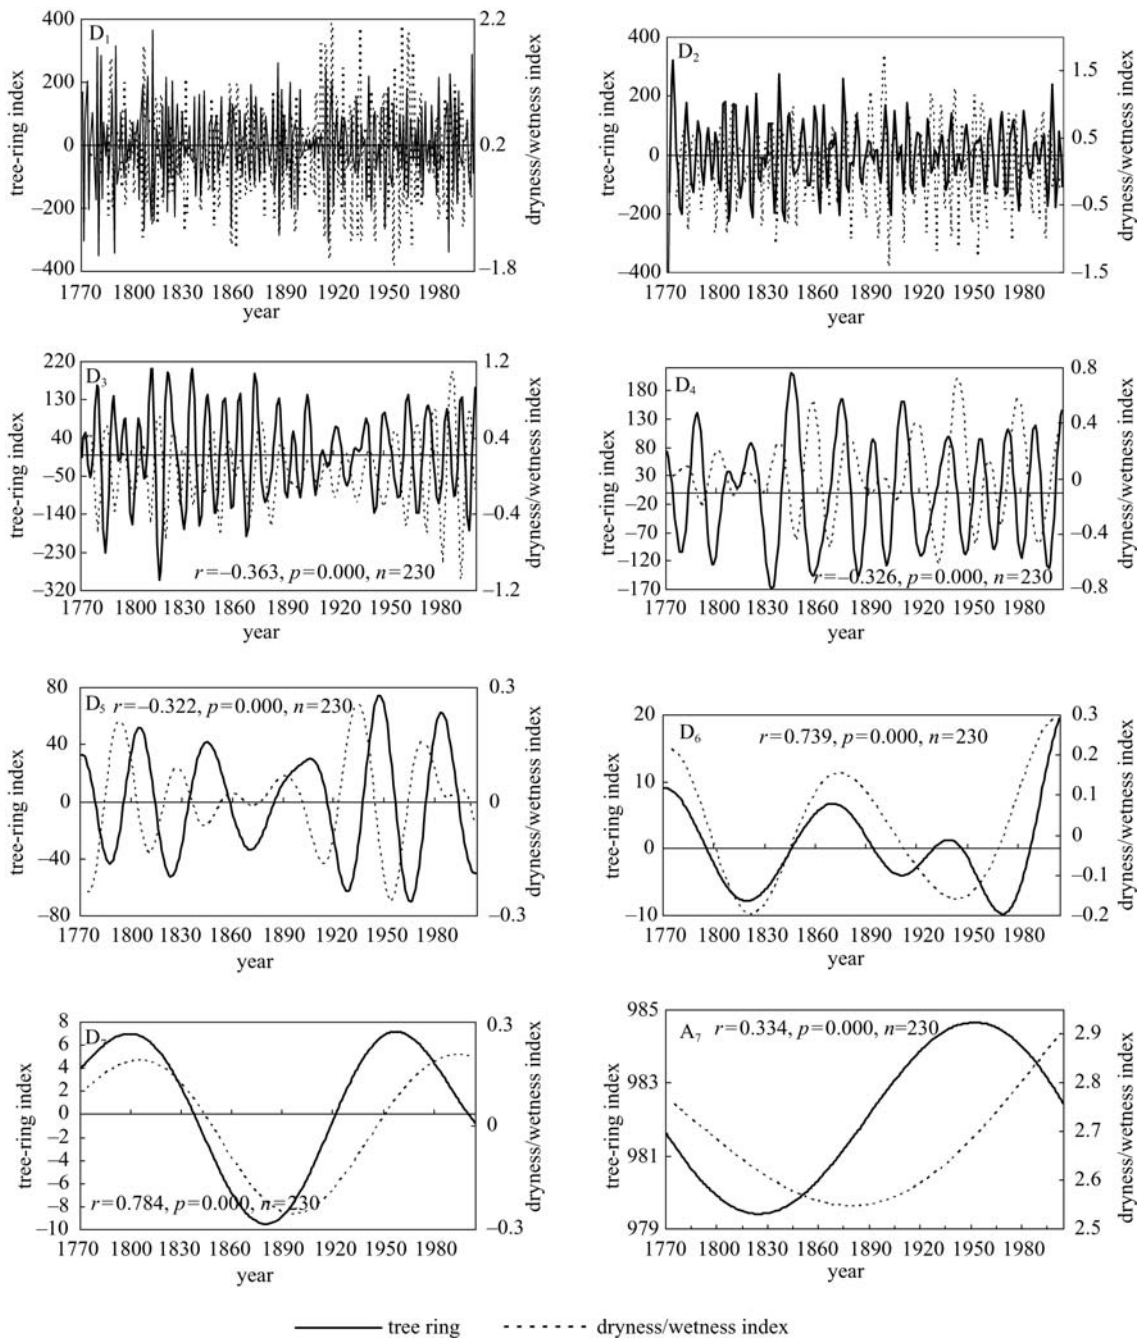 D1
400
200
0
−200
−400
2.2
0.2
−1.8
tree-ring index
dryness/wetness index
1770 1800 1830 1860 1890 1920 1950 1980
year
D2
400
200
0
−200
−400
1.5
0.5
−0.5
−1.5
tree-ring index
dryness/wetness index
1770 1800 1830 1860 1890 1920 1950 1980
year
D3
220
130
40
−50
−140
−230
−320
1.2
0.4
−0.4
−1.2
tree-ring index
dryness/wetness index
r=−0.363, p=0.000, n=230
1770 1800 1830 1860 1890 1920 1950 1980
year
D4
180
130
80
30
−20
−70
−120
−170
0.8
0.4
0
−0.4
−0.8
tree-ring index
dryness/wetness index
r=−0.326, p=0.000, n=230
1770 1800 1830 1860 1890 1920 1950 1980
year
D5 r=−0.322, p=0.000, n=230
80
40
0
−40
−80
0.3
0
−0.3
tree-ring index
dryness/wetness index
1770 1800 1830 1860 1890 1920 1950 1980
year
D6
r=0.739, p=0.000, n=230
20
10
0
−10
0.3
0.2
0.1
0
−0.1
−0.2
tree-ring index
dryness/wetness index
1770 1800 1830 1860 1890 1920 1950 1980
year
D
8
6
4
2
0
−2
−4
−6
−8
−10
0.3
0
−0.3
tree-ring index
dryness/wetness index
r=0.784, p=0.000, n=230
1770 1800 1830 1860 1890 1920 1950 1980
year
A7 r=0.334, p=0.000, n=230
985
983
981
979
2.9
2.8
2.7
2.6
2.5
tree-ring index
dryness/wetness index
1770 1800 1830 1860 1890 1920 1950 1980
year
tree ring dryness/wetness index